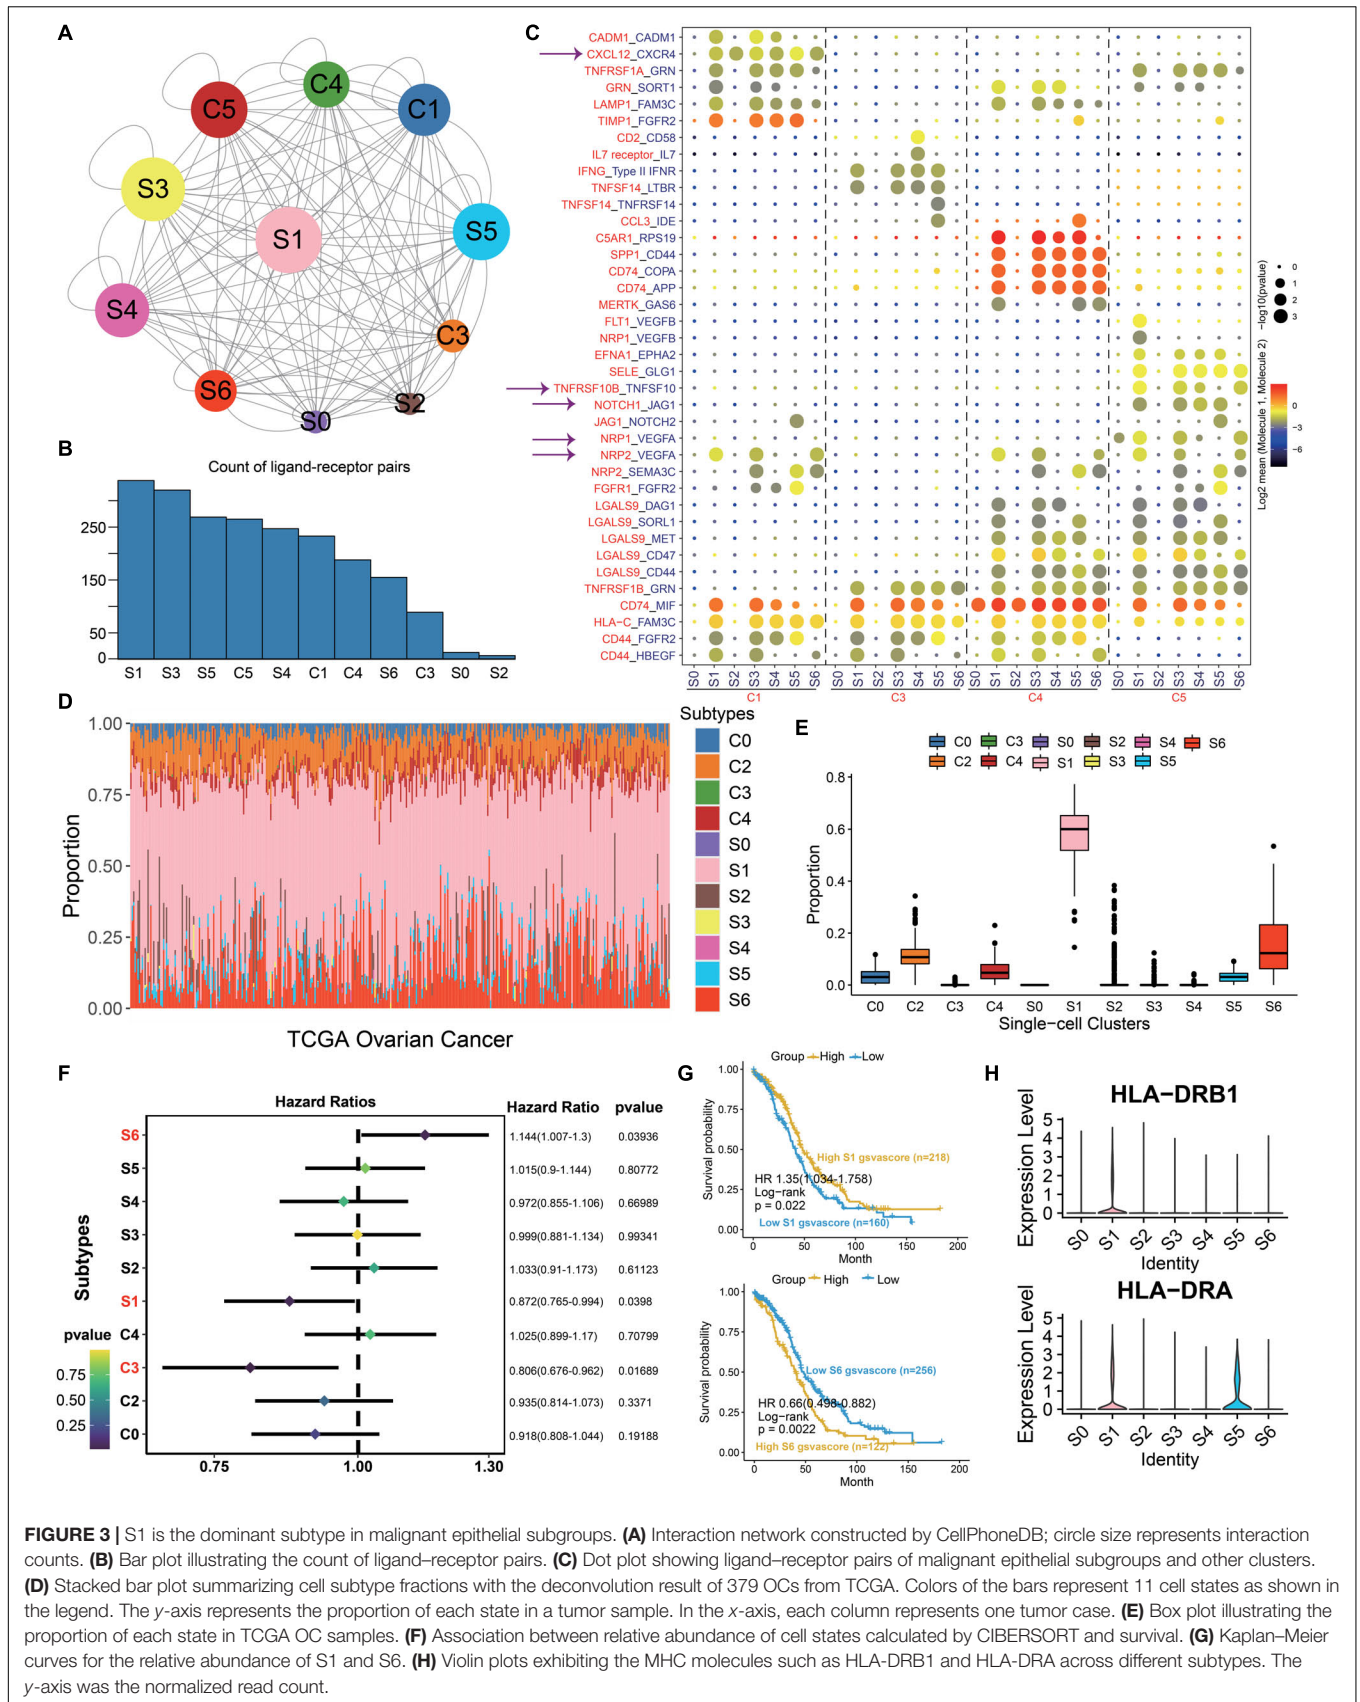 A
C4
C5
C1
S3
S1
S5
S4
C3
S6
S2
S0
B
Count of ligand-receptor pairs
250
150
50
0
S1 S3 S5 C5 S4 C1 C4 S6 C3 S0 S2
C
CADM1_CADM1
CXCL12_CXCR4
TNFRSF1A_GRN
GRN_SORT1
LAMP1_FAM3C
TIMP1_FGFR2
CD2_CD58
IL7 receptor_IL7
IFNG_Type II IFNR
TNFSF14_LTBR
TNFSF14_TNFRSF14
CCL3_IDE
C5AR1_RPS19
SPP1_CD44
CD74_COPA
CD74_APP
MERTK_GAS6
FLT1_VEGFB
NRP1_VEGFB
EFNA1_EPHA2
SELE_GLG1
TNFRSF10B_TNFSF10
NOTCH1_JAG1
JAG1_NOTCH2
NRP1_VEGFA
NRP2_VEGFA
NRP2_SEMA3C
FGFR1_FGFR2
LGALS9_DAG1
LGALS9_SORL1
LGALS9_MET
LGALS9_CD47
LGALS9_CD44
TNFRSF1B_GRN
CD74_MIF
HLA−C_FAM3C
CD44_FGFR2
CD44_HBEGF
S0 S1 S2 S3 S4 S5 S6 S0 S1 S2 S3 S4 S5 S6 S0 S1 S2 S3 S4 S5 S6 S0 S1 S2 S3 S4 S5 S6
C1 C3 C4 C5
−log10(pvalue)
0
1
2
3
Log2 mean (Molecule 1, Molecule 2)
0
−3
−6
D
1.00
0.75
0.50
0.25
0.00
Proportion
TCGA Ovarian Cancer
Subtypes
C0
C2
C3
C4
S0
S1
S2
S3
S4
S5
S6
E
C0 C3 S0 S2 S4 S6
C2 C4 S1 S3 S5
0.8
0.6
0.4
0.2
0.0
Proportion
C0 C2 C3 C4 S0 S1 S2 S3 S4 S5 S6
Single−cell Clusters
F
Hazard Ratios Hazard Ratio pvalue
S6 1.144(1.007-1.3) 0.03936
S5 1.015(0.9-1.144) 0.80772
S4 0.972(0.855-1.106) 0.66989
S3 0.999(0.881-1.134) 0.99341
S2 1.033(0.91-1.173) 0.61123
S1 0.872(0.765-0.994) 0.0398
C4 1.025(0.899-1.17) 0.70799
C3 0.806(0.676-0.962) 0.01689
C2 0.935(0.814-1.073) 0.3371
C0 0.918(0.808-1.044) 0.19188
Subtypes
pvalue
0.75
0.50
0.25
0.75 1.00 1.30
G
Group High Low
1.00
0.75
0.50
0.25
0.00
Survival probability
High S1 gsvascore (n=218)
HR 1.35(1.034-1.758)
Log−rank
p = 0.022
Low S1 gsvascore (n=160)
0 50 100 150 200
Month
Group High Low
1.00
0.75
0.50
0.25
0.00
Survival probability
Low S6 gsvascore (n=256)
HR 0.66(0.498-0.882)
Log−rank
p = 0.0022
High S6 gsvascore (n=122)
0 50 100 150 200
Month
H
HLA−DRB1
Expression Level
5
4
3
2
1
0
S0 S1 S2 S3 S4 S5 S6
Identity
HLA−DRA
Expression Level
5
4
3
2
1
0
S0 S1 S2 S3 S4 S5 S6
Identity
FIGURE 3 | S1 is the dominant subtype in malignant epithelial subgroups. (A) Interaction network constructed by CellPhoneDB; circle size represents interaction
counts. (B) Bar plot illustrating the count of ligand–receptor pairs. (C) Dot plot showing ligand–receptor pairs of malignant epithelial subgroups and other clusters.
(D) Stacked bar plot summarizing cell subtype fractions with the deconvolution result of 379 OCs from TCGA. Colors of the bars represent 11 cell states as shown in
the legend. The y-axis represents the proportion of each state in a tumor sample. In the x-axis, each column represents one tumor case. (E) Box plot illustrating the
proportion of each state in TCGA OC samples. (F) Association between relative abundance of cell states calculated by CIBERSORT and survival. (G) Kaplan–Meier
curves for the relative abundance of S1 and S6. (H) Violin plots exhibiting the MHC molecules such as HLA-DRB1 and HLA-DRA across different subtypes. The
y-axis was the normalized read count.